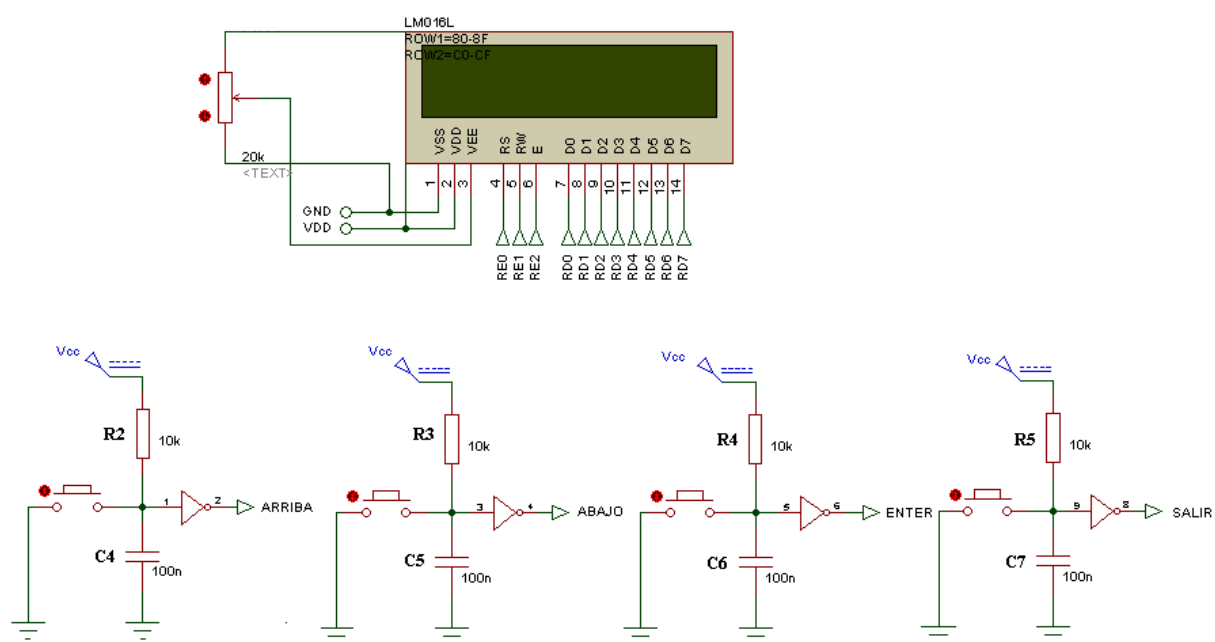 LM016L
ROW1=80-8F
ROW2=C0-CF
VSS
VDD
VEE
RS
RW
E
D0
D1
D2
D3
D4
D5
D6
D7
20k
<TEXT>
1
2
3
4
5
6
7
8
9
10
11
12
13
14
GND
VDD
RE0
RE1
RE2
RD0
RD1
RD2
RD3
RD4
RD5
RD6
RD7
Vcc
R2
10k
1
2
ARRIBA
C4
100n
Vcc
R3
10k
3
4
ABAJO
C5
100n
Vcc
R4
10k
5
6
ENTER
C6
100n
Vcc
R5
10k
9
8
SALIR
C7
100n